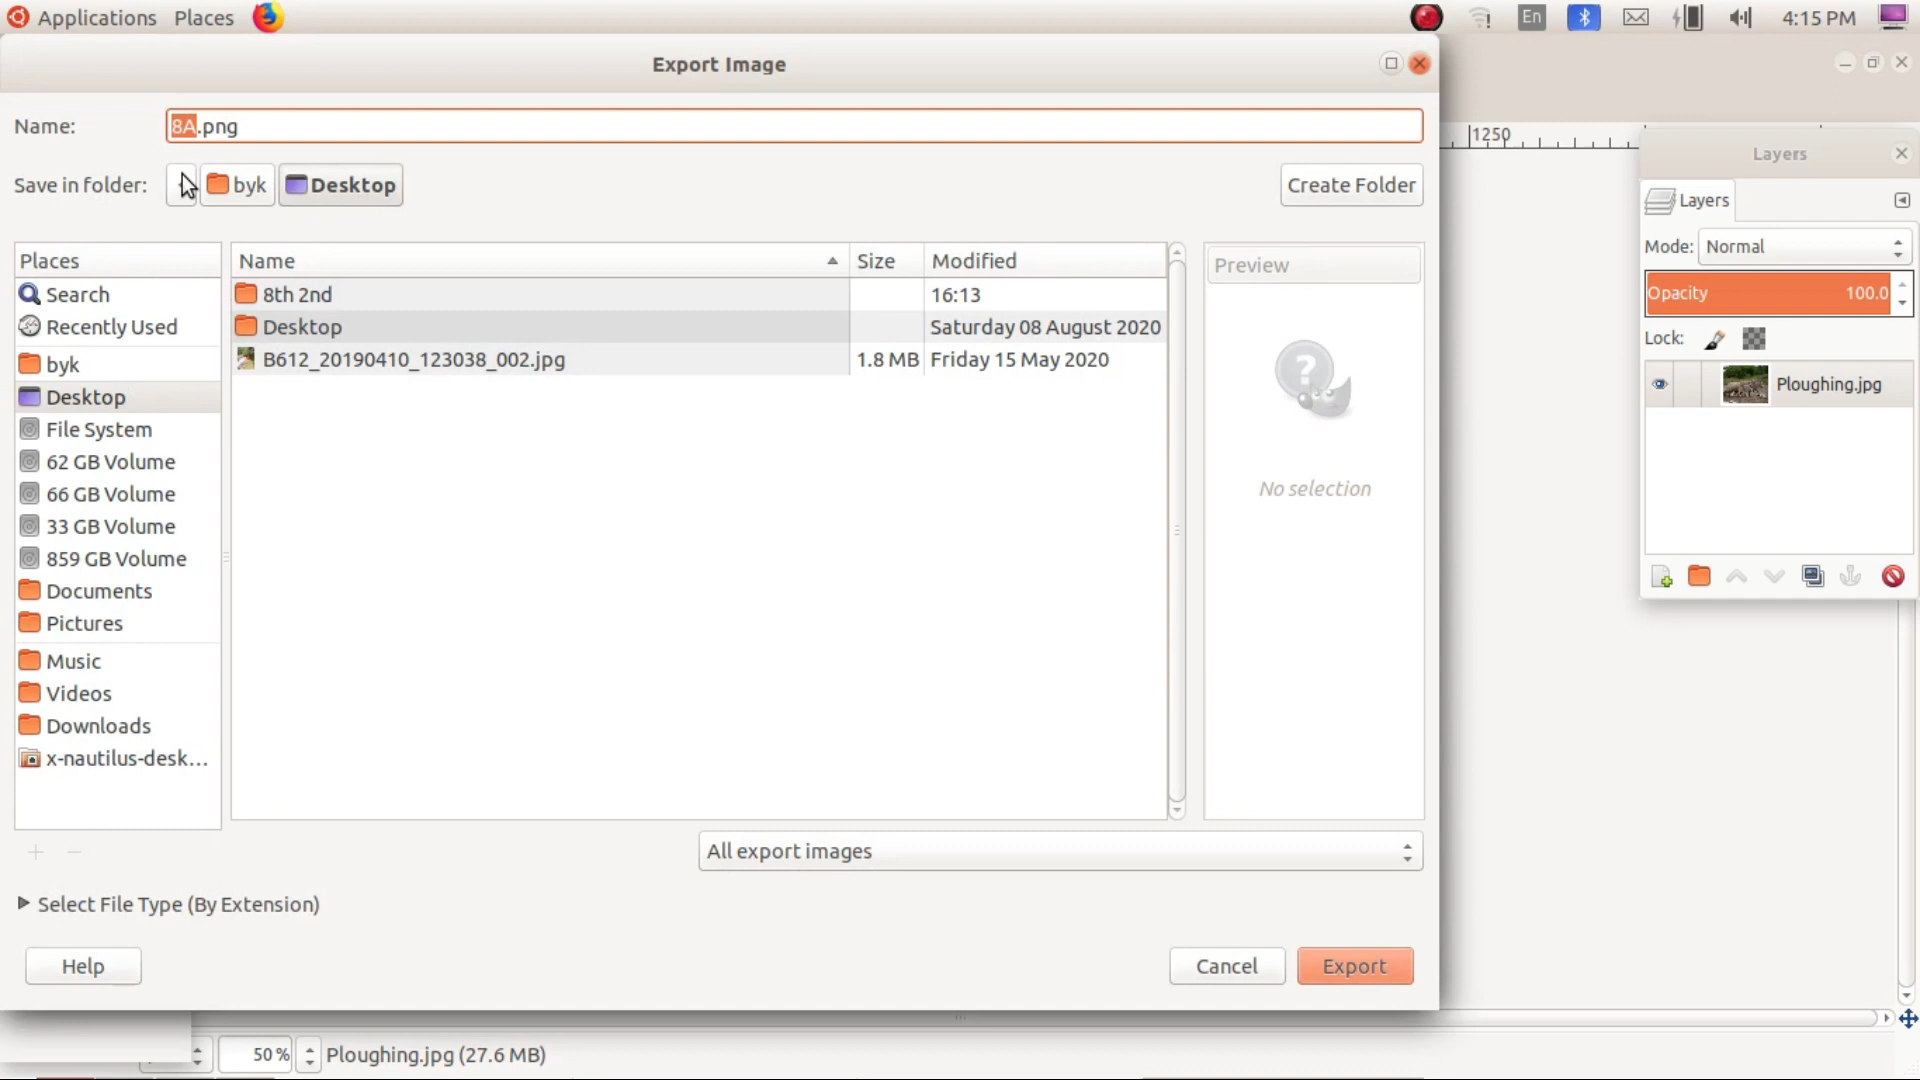 Applications Places
En
4:15 PM
Export Image
Name: 8A.png
Save in folder: byk Desktop
Create Folder
Places
Search
Recently Used
byk
Desktop
File System
62 GB Volume
66 GB Volume
33 GB Volume
859 GB Volume
Documents
Pictures
Music
Videos
Downloads
x-nautilus-desk...
Name Size Modified
8th 2nd 16:13
Desktop Saturday 08 August 2020
B612_20190410_123038_002.jpg 1.8 MB Friday 15 May 2020
Preview
No selection
All export images
Select File Type (By Extension)
Help
Cancel
Export
1250
Layers
Layers
Mode: Normal
Opacity 100.0
Lock:
Ploughing.jpg
50% Ploughing.jpg (27.6 MB)